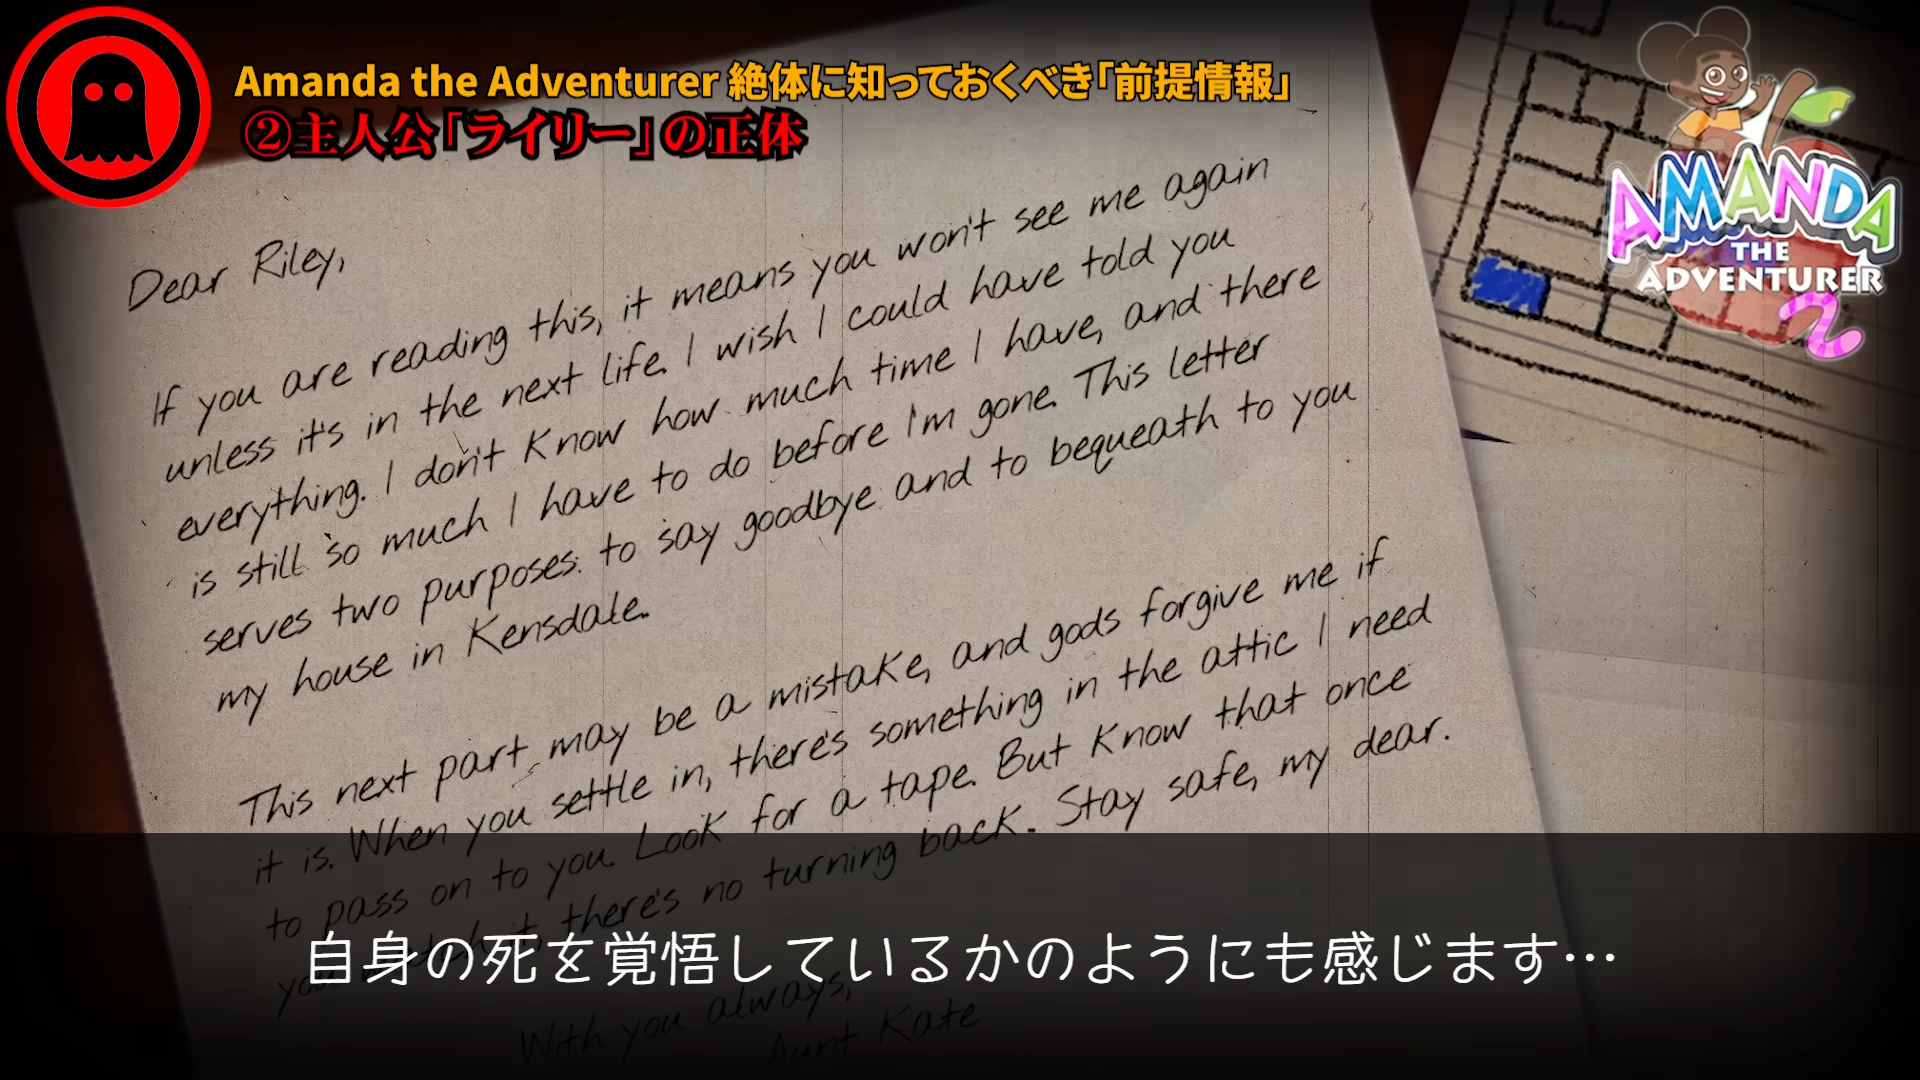 Amanda the Adventurer 絶体に知っておくべき「前提情報」
②主人公「ライリー」の正体
AMANDA
THE
ADVENTURER
2
Dear Riley,
If you are reading this, it means you won't see me again
unless it's in the next life. I wish I could have told you
everything. I don't know how much time I have, and there
is still so much I have to do before I'm gone. This letter
serves two purposes: to say goodbye and to bequeath to you
my house in Kensdale.
This next part may be a mistake, and gods forgive me if
it is. When you settle in, there's something in the attic I need
to pass on to you. Look for a tape. But know that once
you watch it, there's no turning back. Stay safe, my dear.
With you always,
Aunt Kate
自身の死を覚悟しているかのようにも感じます…